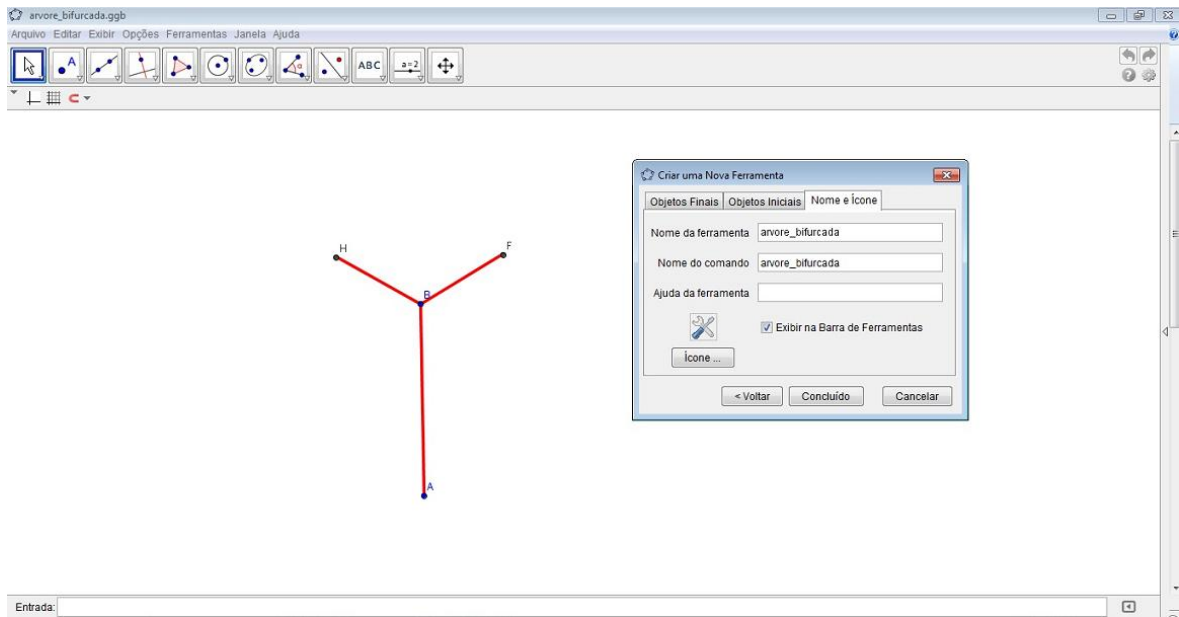 arvore_bifurcada.ggb
Arquivo Editar Exibir Opções Ferramentas Janela Ajuda
A
ABC
a=2
H
F
B
A
Criar uma Nova Ferramenta
Objetos Finais Objetos Iniciais Nome e Ícone
Nome da ferramenta arvore_bifurcada
Nome do comando arvore_bifurcada
Ajuda da ferramenta
Exibir na Barra de Ferramentas
Ícone ...
< Voltar Concluído Cancelar
Entrada: